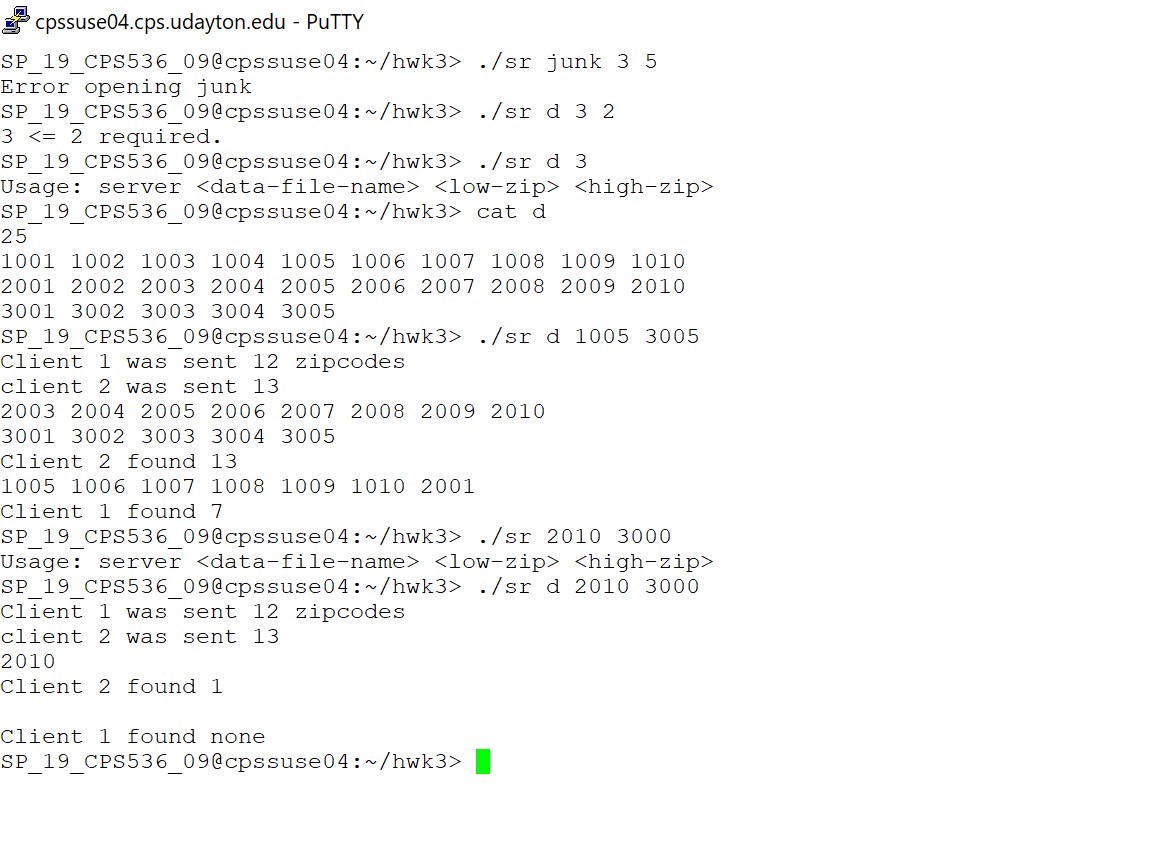 cpssuse04.cps.udayton.edu - PuTTY
SP_19_CPS536_09@cpssuse04:~/hwk3> ./sr junk 3 5
Error opening junk
SP_19_CPS536_09@cpssuse04:~/hwk3> ./sr d 3 2
3 <= 2 required.
SP_19_CPS536_09@cpssuse04:~/hwk3> ./sr d 3
Usage: server <data-file-name> <low-zip> <high-zip>
SP_19_CPS536_09@cpssuse04:~/hwk3> cat d
25
1001 1002 1003 1004 1005 1006 1007 1008 1009 1010
2001 2002 2003 2004 2005 2006 2007 2008 2009 2010
3001 3002 3003 3004 3005
SP_19_CPS536_09@cpssuse04:~/hwk3> ./sr d 1005 3005
Client 1 was sent 12 zipcodes
client 2 was sent 13
2003 2004 2005 2006 2007 2008 2009 2010
3001 3002 3003 3004 3005
Client 2 found 13
1005 1006 1007 1008 1009 1010 2001
Client 1 found 7
SP_19_CPS536_09@cpssuse04:~/hwk3> ./sr 2010 3000
Usage: server <data-file-name> <low-zip> <high-zip>
SP_19_CPS536_09@cpssuse04:~/hwk3> ./sr d 2010 3000
Client 1 was sent 12 zipcodes
client 2 was sent 13
2010
Client 2 found 1
Client 1 found none
SP_19_CPS536_09@cpssuse04:~/hwk3>